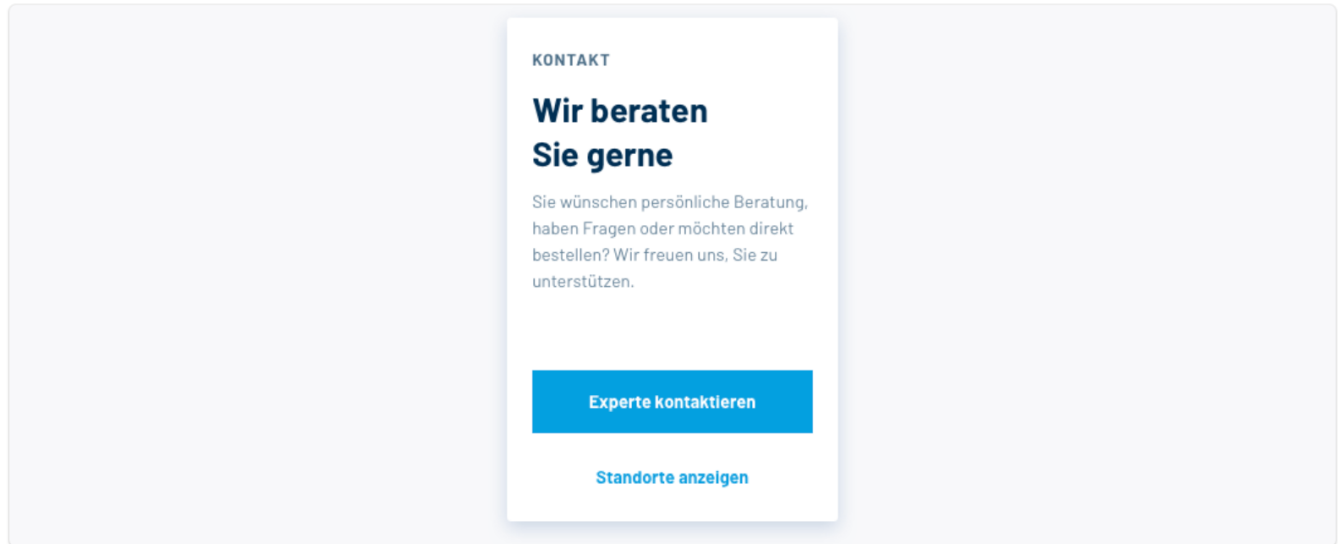 KONTAKT
Wir beraten
Sie gerne
Sie wünschen persönliche Beratung,
haben Fragen oder möchten direkt
bestellen? Wir freuen uns, Sie zu
unterstützen.
Experte kontaktieren
Standorte anzeigen